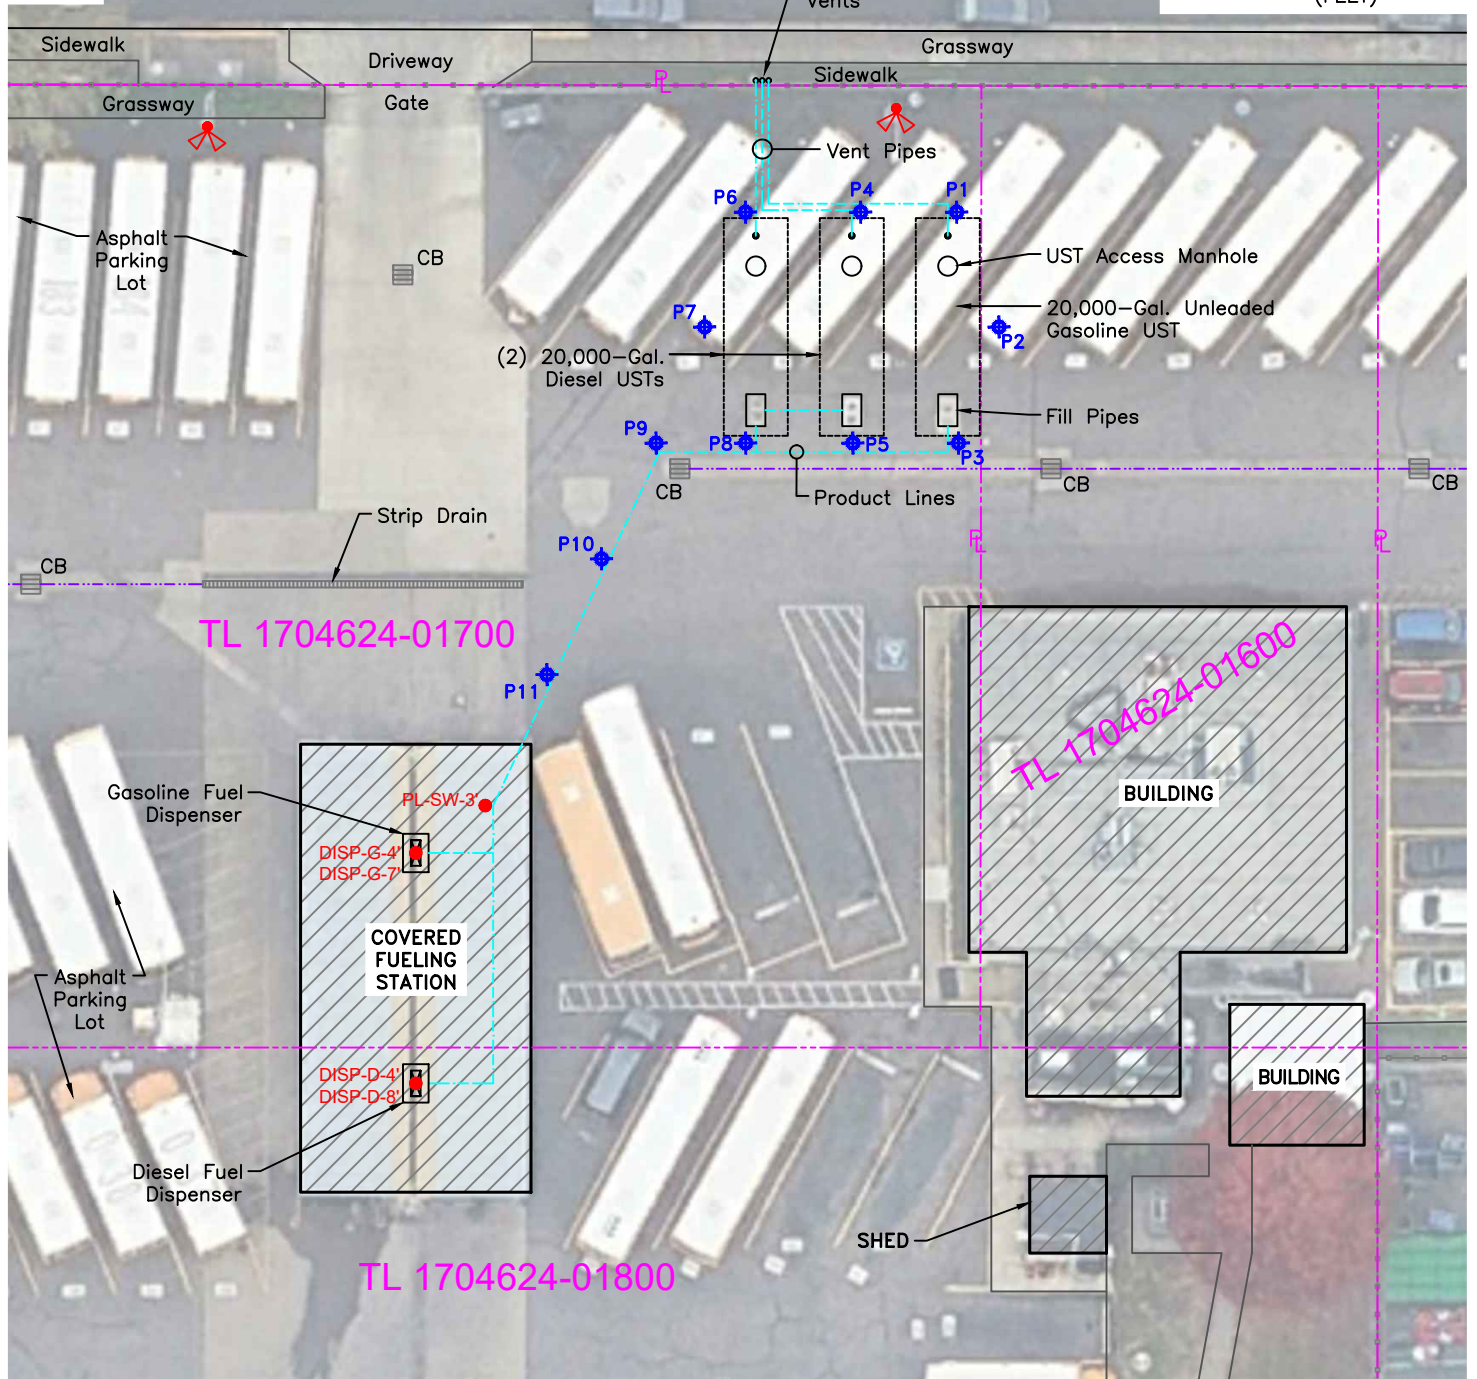 Vents
(FEET)
Sidewalk
Driveway
Grassway
Sidewalk
PL
Grassway
Gate
Vent Pipes
P6
P4
P1
Asphalt
Parking
Lot
CB
UST Access Manhole
20,000-Gal. Unleaded
Gasoline UST
P7
P2
(2) 20,000-Gal.
Diesel USTs
Fill Pipes
P9
P8
P5
P3
CB
CB
CB
Product Lines
Strip Drain
PL
PL
P10
CB
TL 1704624-01700
TL 1704624-01600
P11
Gasoline Fuel
Dispenser
PL-SW-3'
BUILDING
DISP-G-4'
DISP-G-7'
COVERED
FUELING
STATION
Asphalt
Parking
Lot
DISP-D-4'
DISP-D-8'
BUILDING
Diesel Fuel
Dispenser
SHED
TL 1704624-01800